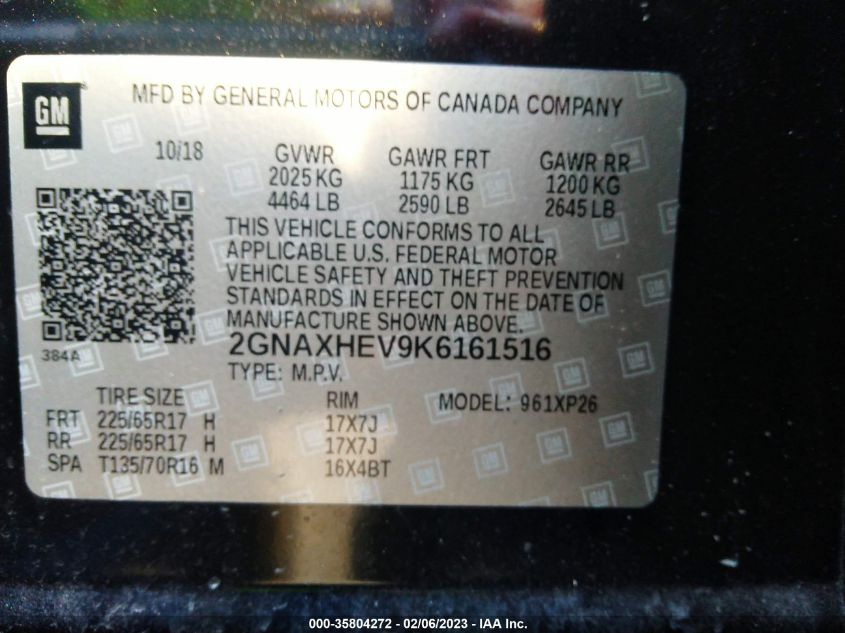 GM
MFD BY GENERAL MOTORS OF CANADA COMPANY
10/18 GVWR GAWR FRT GAWR RR
2025 KG 1175 KG 1200 KG
4464 LB 2590 LB 2645 LB
THIS VEHICLE CONFORMS TO ALL
APPLICABLE U.S. FEDERAL MOTOR
VEHICLE SAFETY AND THEFT PREVENTION
STANDARDS IN EFFECT ON THE DATE OF
MANUFACTURE SHOWN ABOVE.
384A
2GNAXHEV9K6161516
TYPE: M.P.V.
TIRE SIZE RIM MODEL: 961XP26
FRT 225/65R17 H 17X7J
RR 225/65R17 H 17X7J
SPA T135/70R16 M 16X4BT
000-35804272 - 02/06/2023 - IAA Inc.